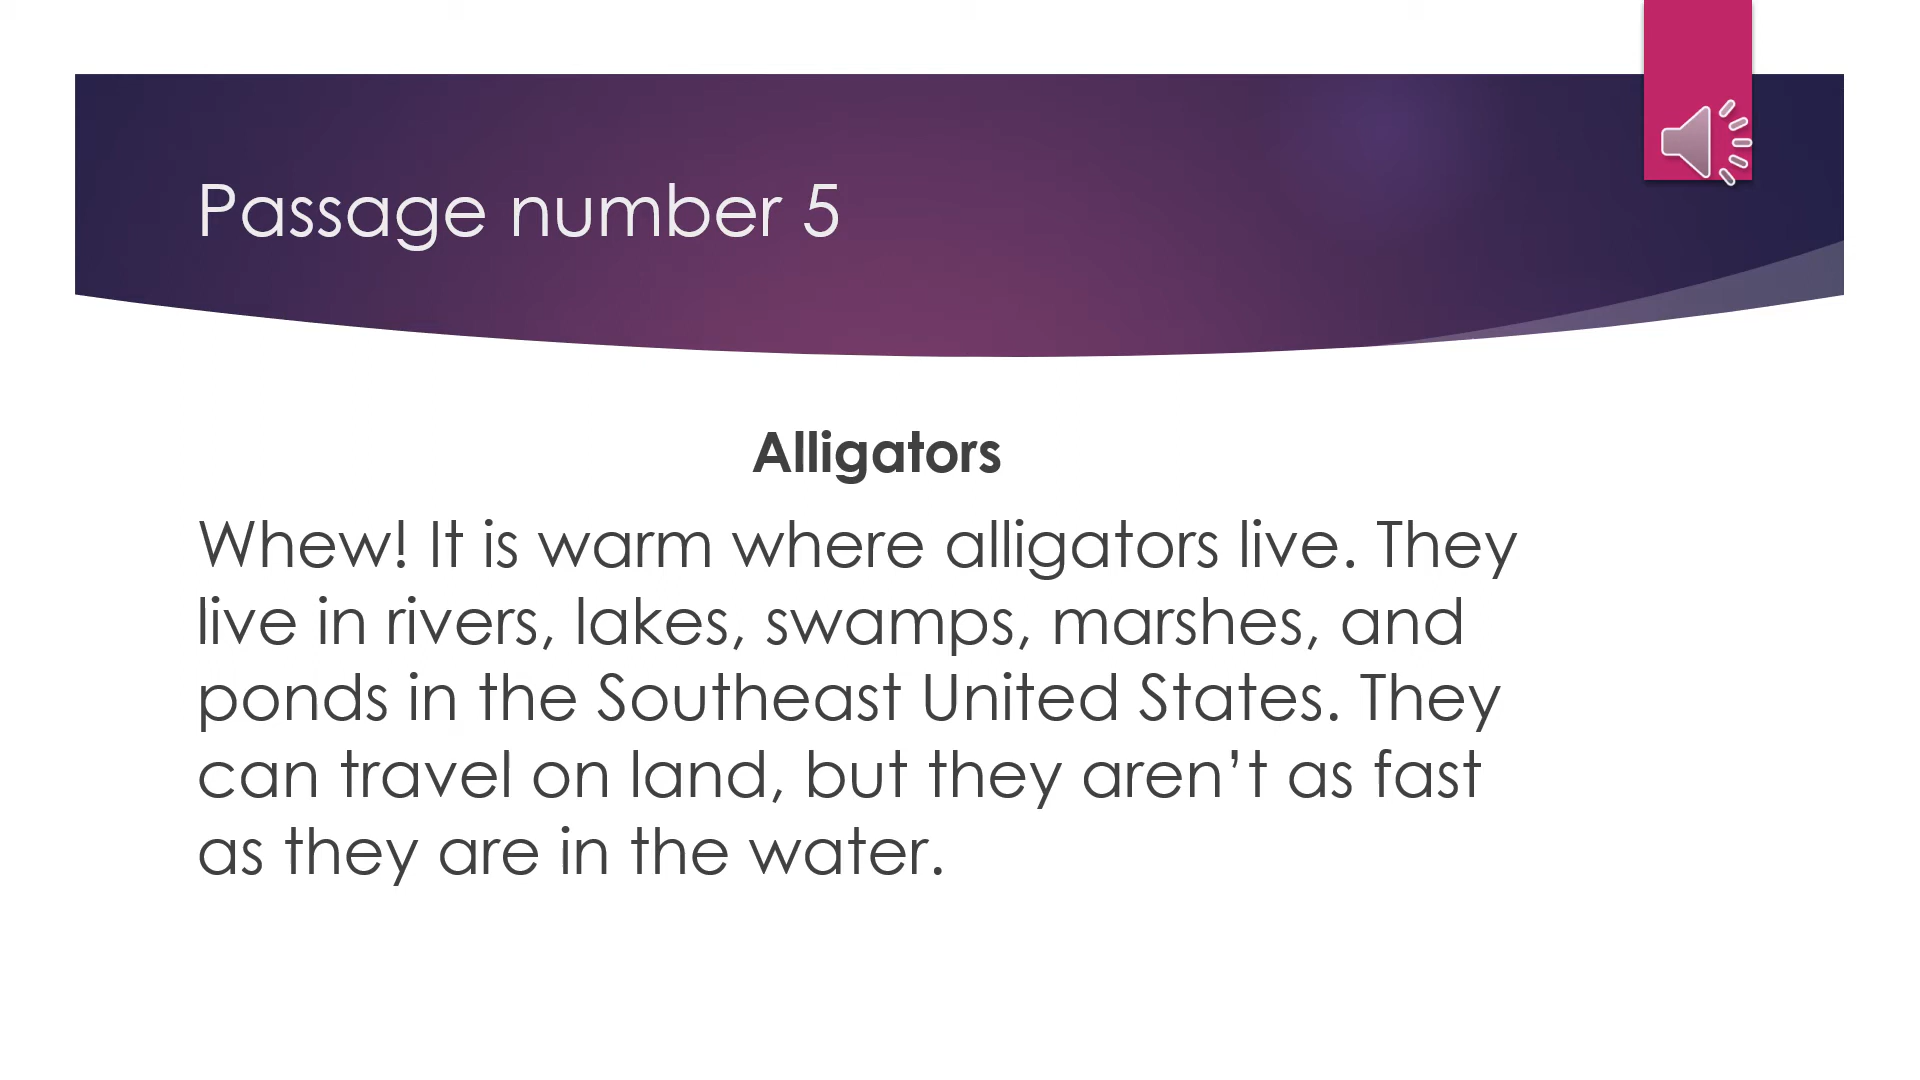 Passage number 5
Alligators
Whew! It is warm where alligators live. They
live in rivers, lakes, swamps, marshes, and
ponds in the Southeast United States. They
can travel on land, but they aren’t as fast
as they are in the water.